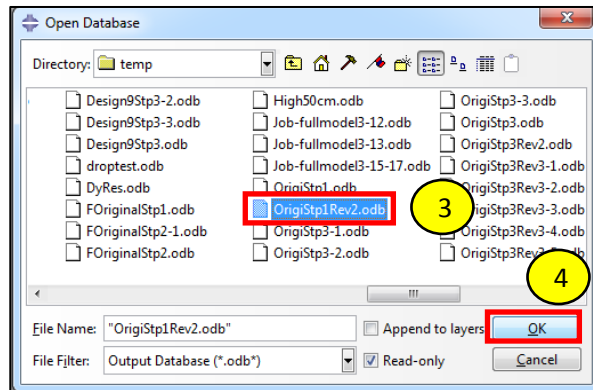 Open Database
Directory: temp
Design9Stp3-2.odb High50cm.odb OrigiStp3-3.odb
Design9Stp3-3.odb Job-fullmodel3-12.odb OrigiStp3.odb
Design9Stp3.odb Job-fullmodel3-13.odb OrigiStp3Rev2.odb
droptest.odb Job-fullmodel3-15-17.odb OrigiStp3Rev3-1.odb
DyRes.odb OrigiStp1.odb OrigiStp3Rev3-2.odb
FOriginalStp1.odb OrigiStp1Rev2.odb 3 OrigiStp3Rev3-3.odb
FOriginalStp2-1.odb OrigiStp3-1.odb OrigiStp3Rev3-4.odb
FOriginalStp2.odb OrigiStp3-2.odb
4
File Name: "OrigiStp1Rev2.odb" Append to layers OK
File Filter: Output Database (*.odb*) Read-only Cancel